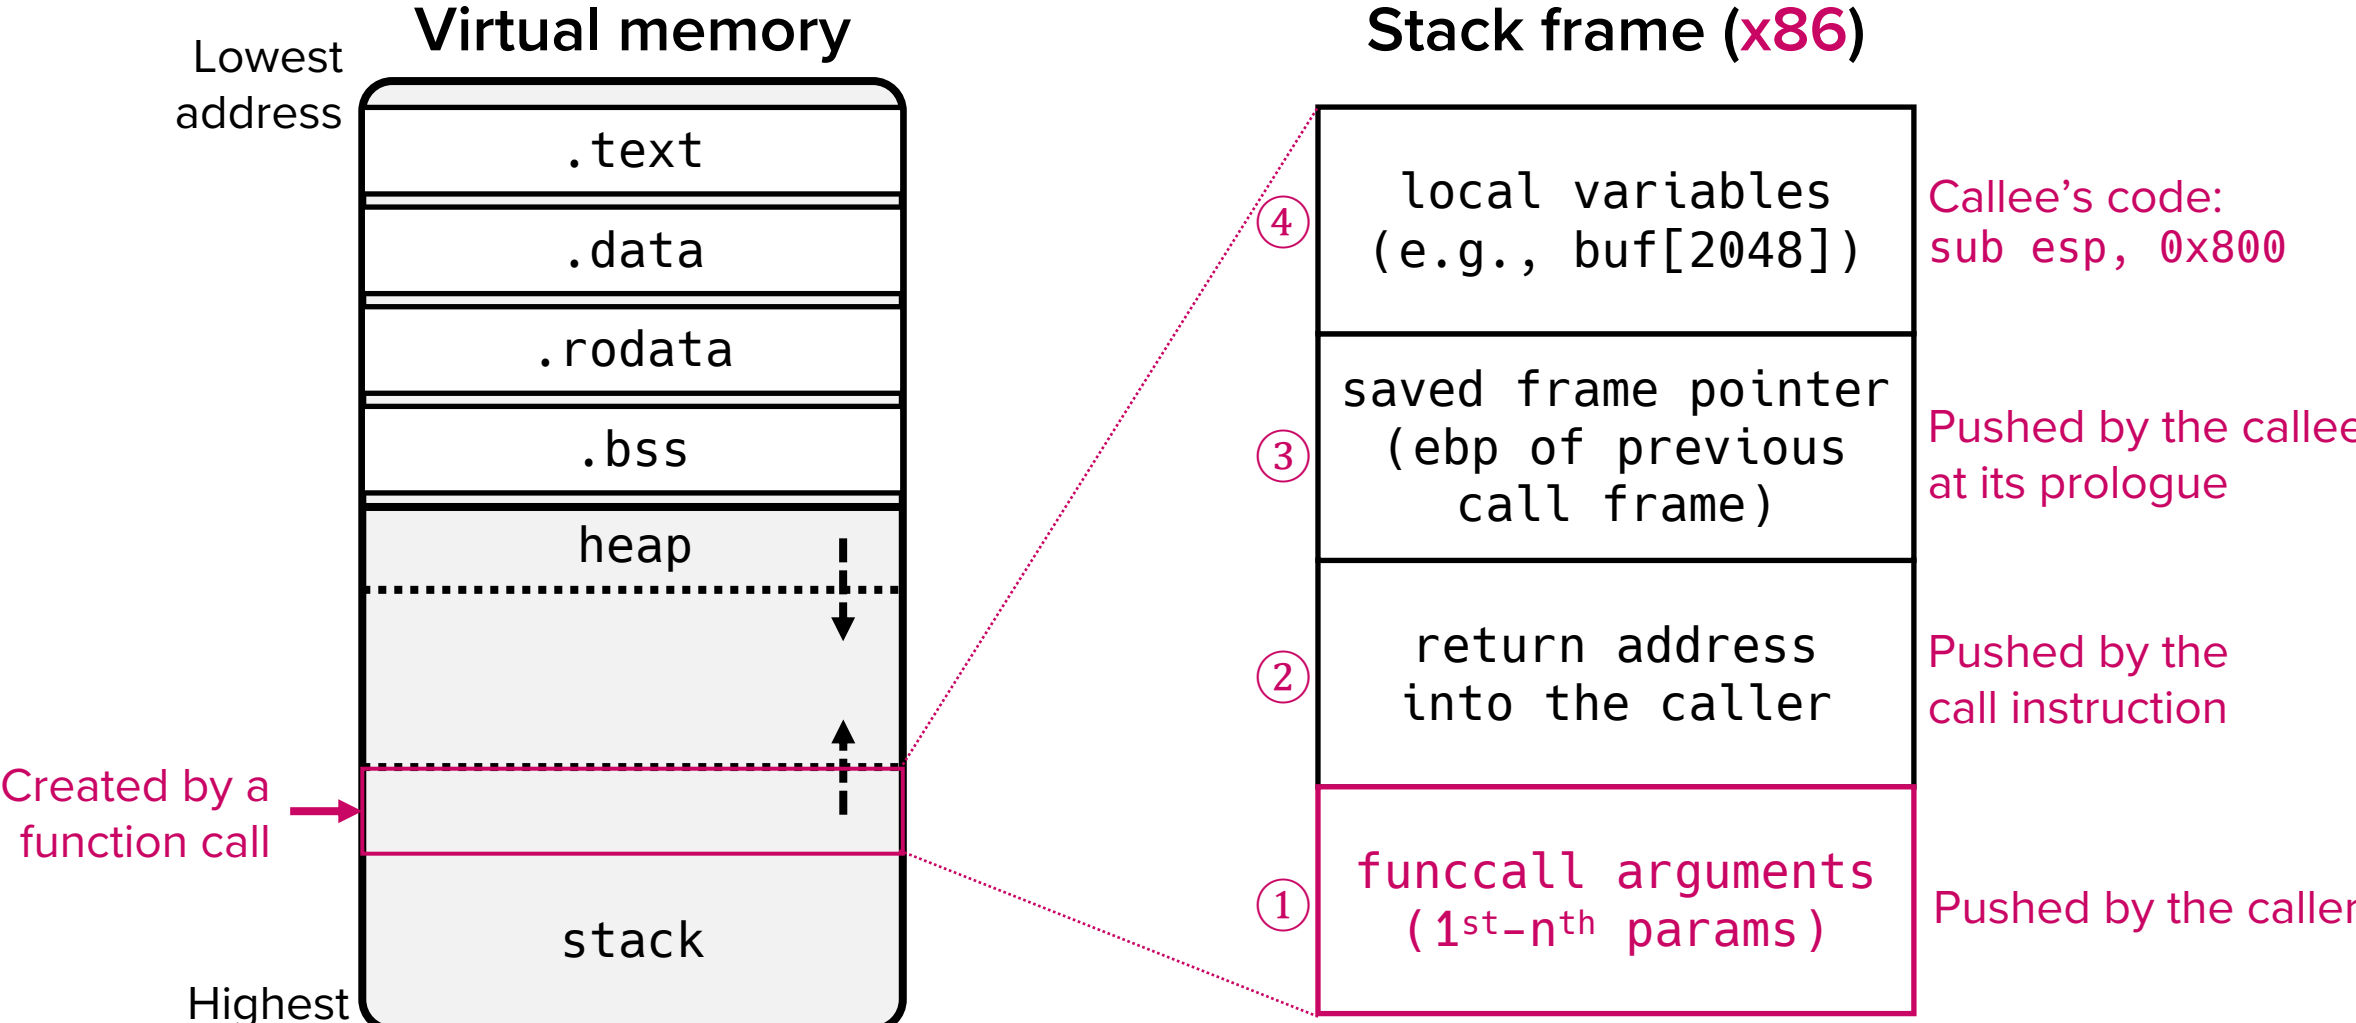 Virtual memory
Lowest
address
.text
.data
.rodata
.bss
heap
Created by a
function call
stack
Highest
Stack frame (x86)
④
local variables
(e.g., buf[2048])
Callee’s code:
sub esp, 0x800
③
saved frame pointer
(ebp of previous
call frame)
Pushed by the callee
at its prologue
②
return address
into the caller
Pushed by the
call instruction
①
funccall arguments
(1st-nth params)
Pushed by the caller